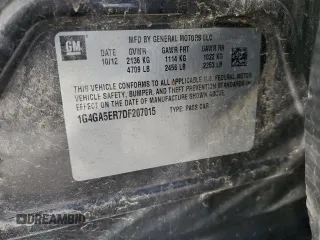 GM
MFD BY GENERAL MOTORS LLC
DATE GVWR GAWR FRT GAWR RR
10/12 2136 KG 1114 KG 1022 KG
4709 LB 2456 LB 2253 LB
THIS VEHICLE CONFORMS TO ALL APPLICABLE U.S. FEDERAL MOTOR
VEHICLE SAFETY, BUMPER, AND THEFT PREVENTION STANDARDS
IN EFFECT ON THE DATE OF MANUFACTURE SHOWN ABOVE.
1G4GA5ER7DF207015 TYPE: PASS CAR
DREAMBID